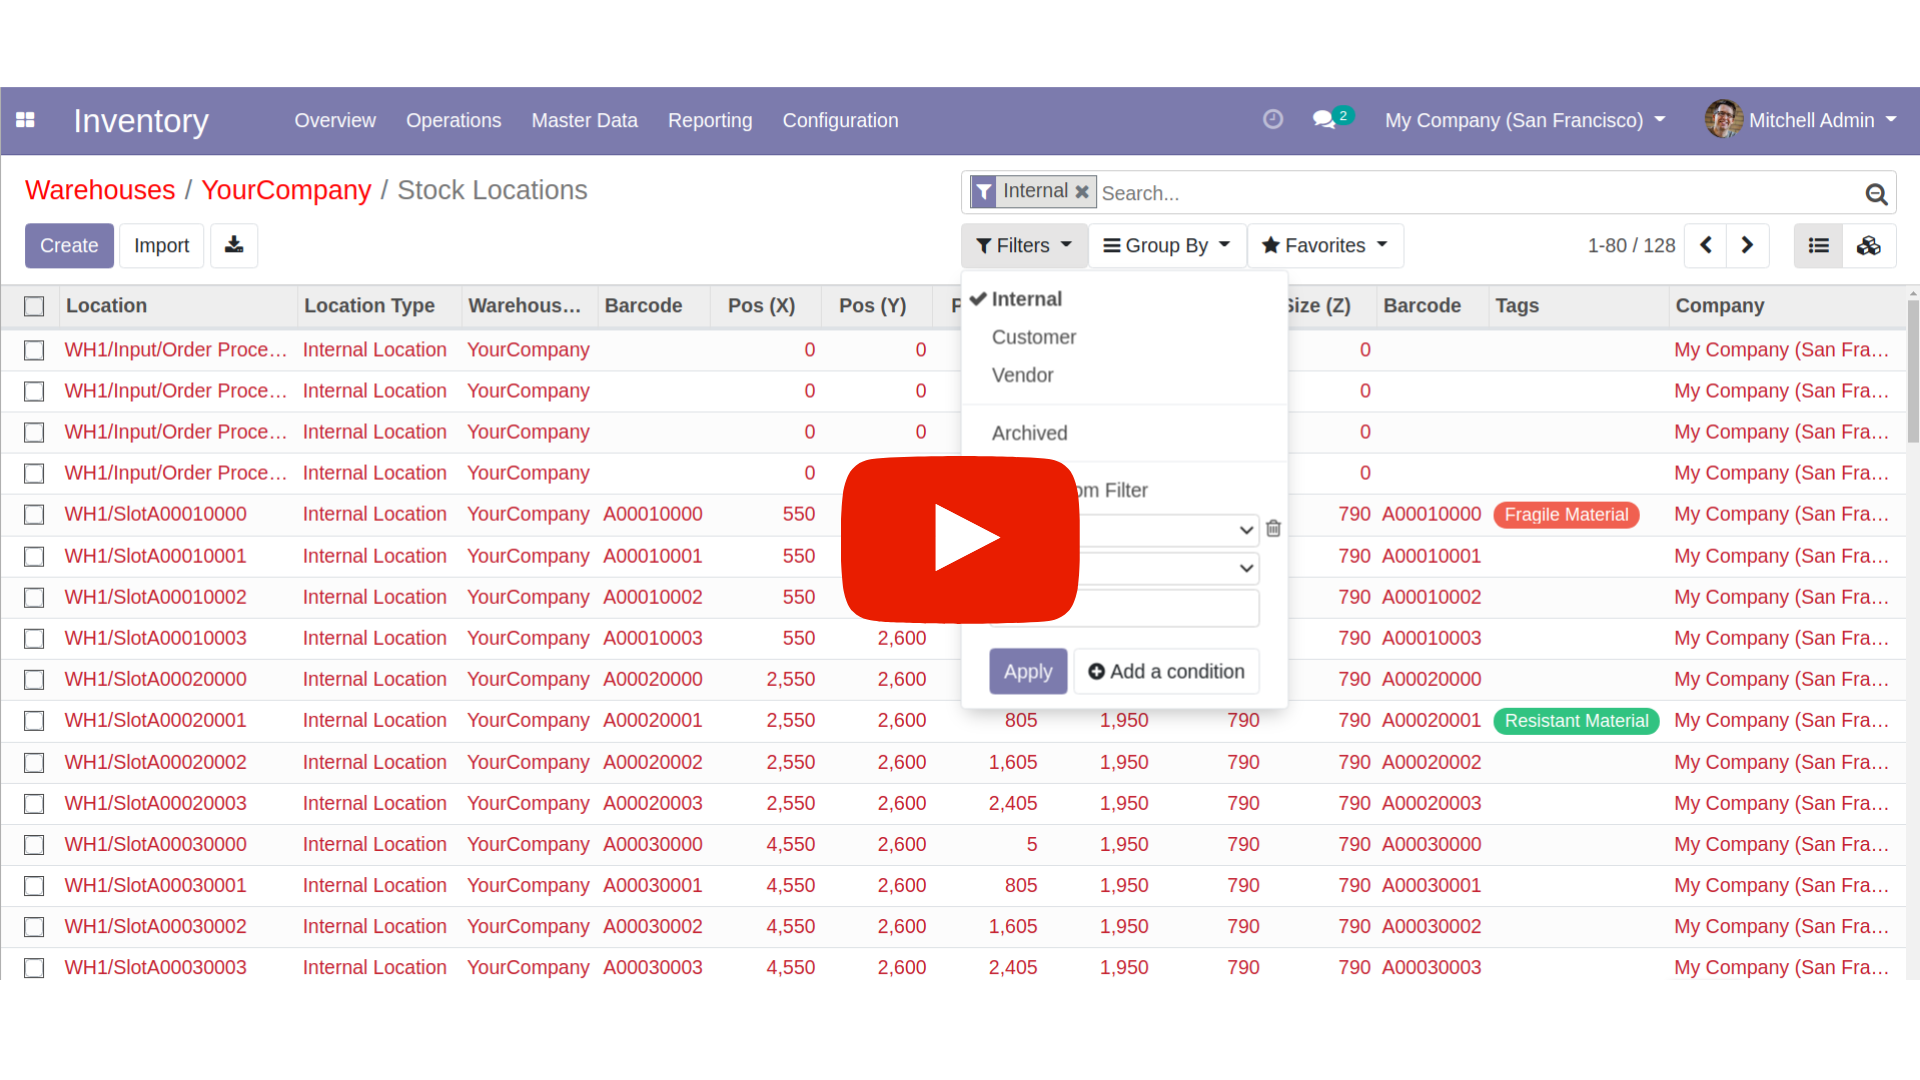 Inventory Overview Operations Master Data Reporting Configuration 2 My Company (San Francisco) Mitchell Admin
Warehouses / YourCompany / Stock Locations Internal Search...
Create Import Filters Group By Favorites 1-80 / 128
Location Location Type Warehous... Barcode Pos (X) Pos (Y) Size (Z) Barcode Tags Company
Internal
Customer
Vendor
Archived
Filter
Apply Add a condition
WH1/Input/Order Proce... Internal Location YourCompany 0 0 0 My Company (San Fra...
WH1/Input/Order Proce... Internal Location YourCompany 0 0 0 My Company (San Fra...
WH1/Input/Order Proce... Internal Location YourCompany 0 0 0 My Company (San Fra...
WH1/Input/Order Proce... Internal Location YourCompany 0 0 My Company (San Fra...
WH1/SlotA00010000 Internal Location YourCompany A00010000 550 790 A00010000 Fragile Material My Company (San Fra...
WH1/SlotA00010001 Internal Location YourCompany A00010001 550 790 A00010001 My Company (San Fra...
WH1/SlotA00010002 Internal Location YourCompany A00010002 550 790 A00010002 My Company (San Fra...
WH1/SlotA00010003 Internal Location YourCompany A00010003 550 2,600 790 A00010003 My Company (San Fra...
WH1/SlotA00020000 Internal Location YourCompany A00020000 2,550 2,600 790 A00020000 My Company (San Fra...
WH1/SlotA00020001 Internal Location YourCompany A00020001 2,550 2,600 805 1,950 790 790 A00020001 Resistant Material My Company (San Fra...
WH1/SlotA00020002 Internal Location YourCompany A00020002 2,550 2,600 1,605 1,950 790 790 A00020002 My Company (San Fra...
WH1/SlotA00020003 Internal Location YourCompany A00020003 2,550 2,600 2,405 1,950 790 790 A00020003 My Company (San Fra...
WH1/SlotA00030000 Internal Location YourCompany A00030000 4,550 2,600 5 1,950 790 790 A00030000 My Company (San Fra...
WH1/SlotA00030001 Internal Location YourCompany A00030001 4,550 2,600 805 1,950 790 790 A00030001 My Company (San Fra...
WH1/SlotA00030002 Internal Location YourCompany A00030002 4,550 2,600 1,605 1,950 790 790 A00030002 My Company (San Fra...
WH1/SlotA00030003 Internal Location YourCompany A00030003 4,550 2,600 2,405 1,950 790 790 A00030003 My Company (San Fra...